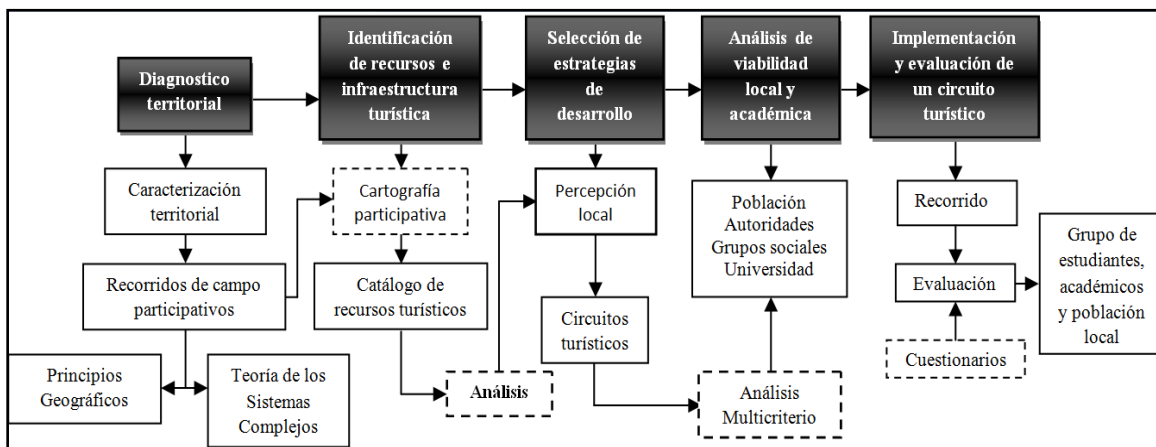 Diagnostico
territorial
Identificación
de recursos e
infraestructura
turística
Selección de
estrategias
de
desarrollo
Análisis de
viabilidad
local y
académica
Implementación
y evaluación de
un circuito
turístico
Caracterización
territorial
Recorridos de campo
participativos
Principios
Geográficos
Teoría de los
Sistemas
Complejos
Cartografía
participativa
Catálogo de
recursos turísticos
Análisis
Percepción
local
Circuitos
turísticos
Población
Autoridades
Grupos sociales
Universidad
Análisis
Multicriterio
Recorrido
Evaluación
Cuestionarios
Grupo de
estudiantes,
académicos
y población
local